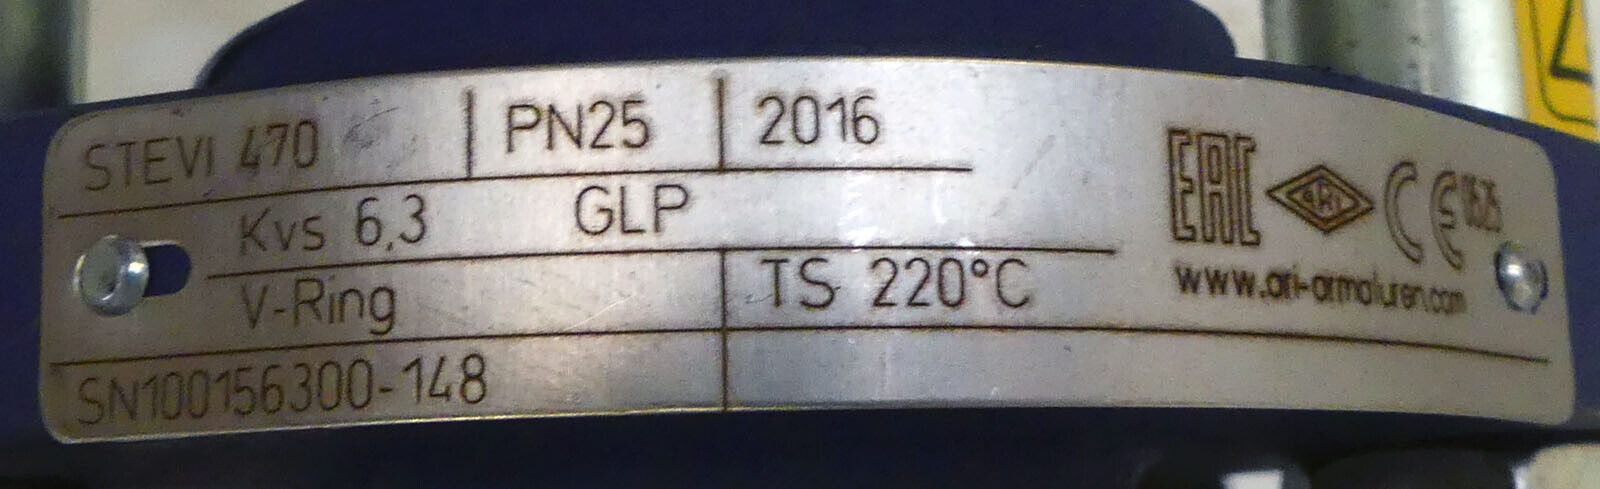 STEVI 470 PN25 2016
Kvs 6,3 GLP
V-Ring TS 220°C
SN100156300-148
EAC ARI CE 0525
www.ari-armaturen.com